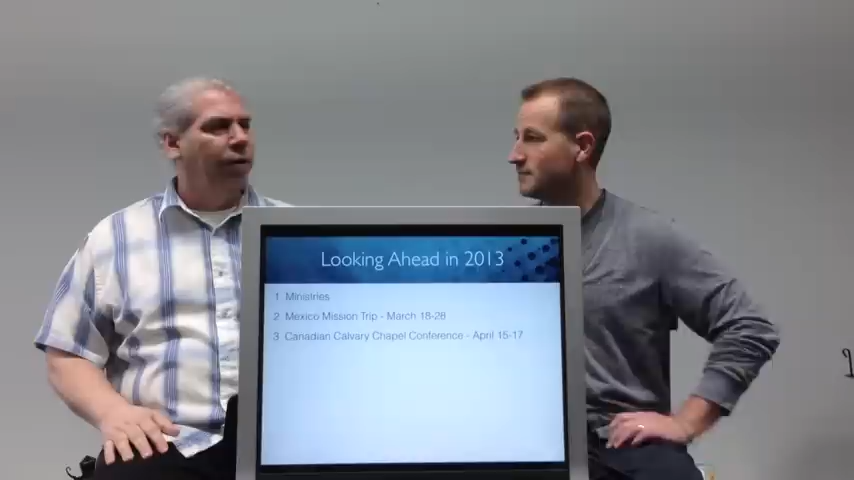 Looking Ahead in 2013
1 Ministries
2 Mexico Mission Trip - March 18-28
3 Canadian Calvary Chapel Conference - April 15-17